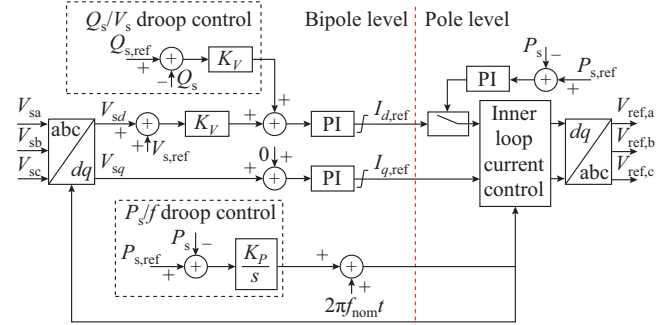 Q_s/V_s droop control
Bipole level
Pole level
Q_s,ref
+
−
Q_s
K_V
P_s
−
P_s,ref
+
PI
V_sa
V_sb
V_sc
abc
dq
V_sd
+
+
V_s,ref
K_V
+
+
PI
I_d,ref
Inner
loop
current
control
dq
abc
V_ref,a
V_ref,b
V_ref,c
V_sq
0
+
+
PI
I_q,ref
P_s/f droop control
P_s
−
P_s,ref
+
K_P
s
+
+
2πf_nom t